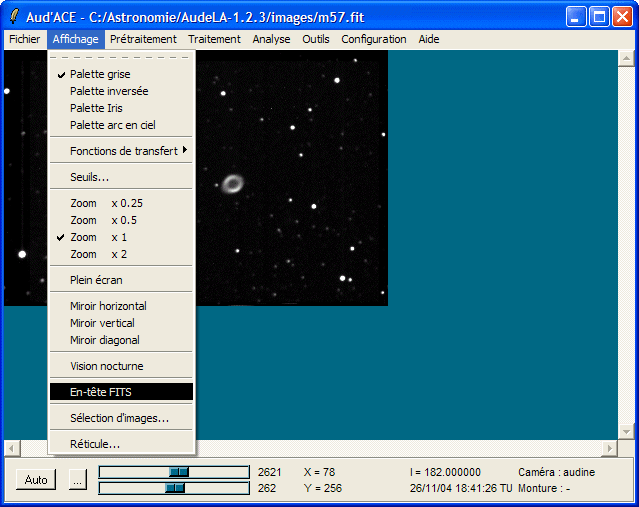 Aud'ACE - C:/Astronomie/AudeLA-1.2.3/images/m57.fit
Fichier Affichage Prétraitement Traitement Analyse Outils Configuration Aide
Palette grise
Palette inversée
Palette Iris
Palette arc en ciel
Fonctions de transfert
Seuils...
Zoom x 0.25
Zoom x 0.5
Zoom x 1
Zoom x 2
Plein écran
Miroir horizontal
Miroir vertical
Miroir diagonal
Vision nocturne
En-tête FITS
Sélection d'images...
Réticule...
Auto ... 2621 X = 78 I = 182.000000 Caméra : audine
262 Y = 256 26/11/04 18:41:26 TU Monture : -